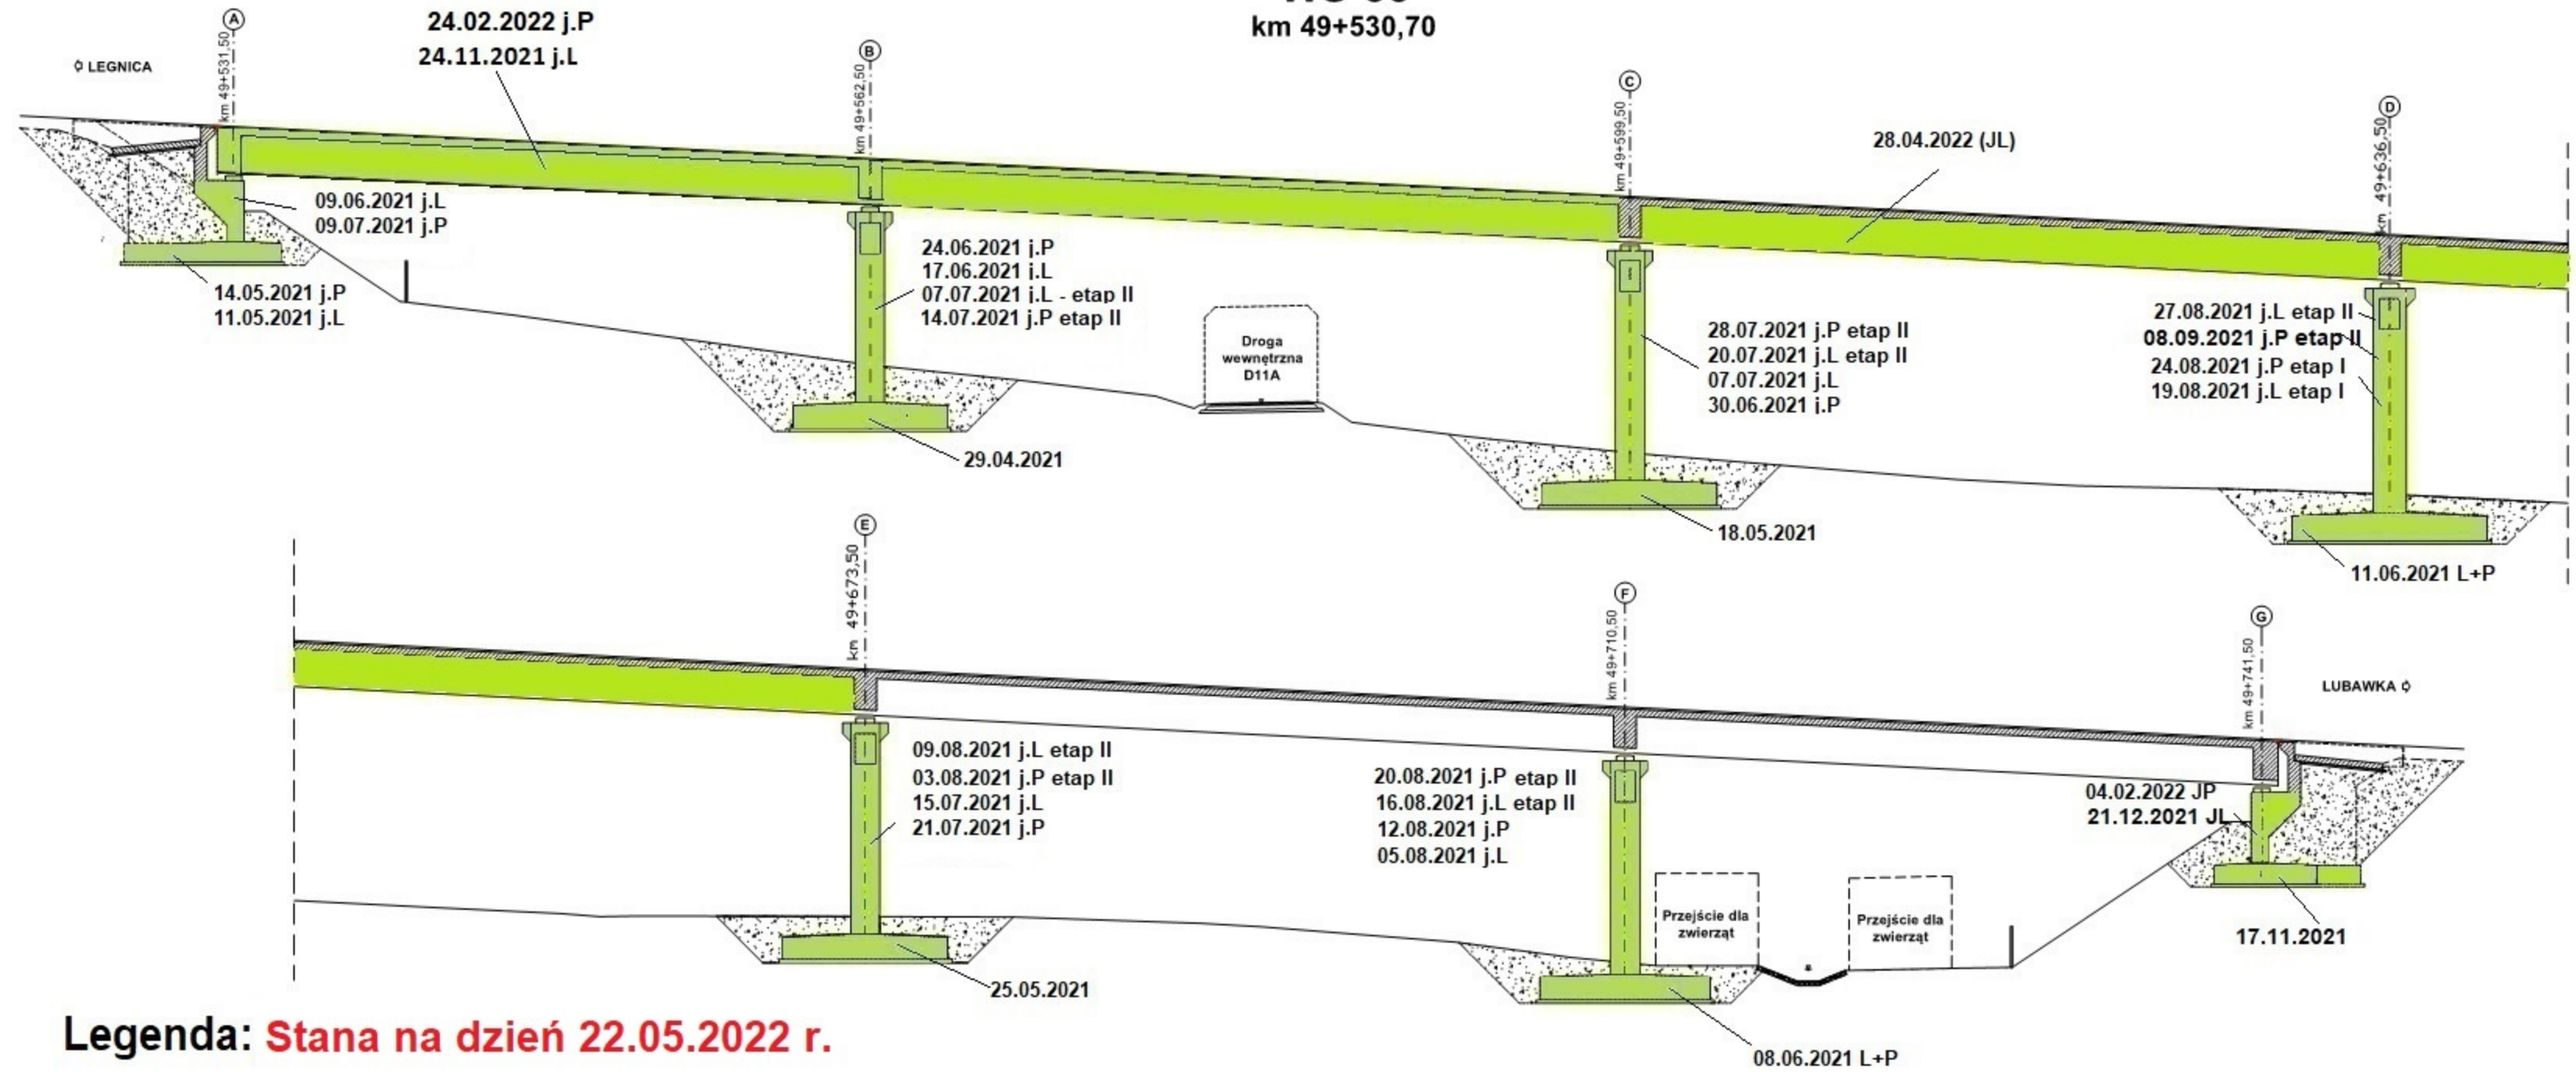 km 49+530,70
A
km 49+531,50
LEGNICA
24.02.2022 j.P
24.11.2021 j.L
B
km 49+562,50
C
km 49+599,50
28.04.2022 (JL)
D
km 49+636,50
09.06.2021 j.L
09.07.2021 j.P
14.05.2021 j.P
11.05.2021 j.L
24.06.2021 j.P
17.06.2021 j.L
07.07.2021 j.L - etap II
14.07.2021 j.P etap II
29.04.2021
Droga
wewnętrzna
D11A
28.07.2021 j.P etap II
20.07.2021 j.L etap II
07.07.2021 j.L
30.06.2021 j.P
18.05.2021
27.08.2021 j.L etap II
08.09.2021 j.P etap II
24.08.2021 j.P etap I
19.08.2021 j.L etap I
11.06.2021 L+P
E
km 49+673,50
F
km 49+710,50
G
km 49+741,50
LUBAWKA
09.08.2021 j.L etap II
03.08.2021 j.P etap II
15.07.2021 j.L
21.07.2021 j.P
25.05.2021
20.08.2021 j.P etap II
16.08.2021 j.L etap II
12.08.2021 j.P
05.08.2021 j.L
Przejście dla
zwierząt
Przejście dla
zwierząt
08.06.2021 L+P
04.02.2022 JP
21.12.2021 JL
17.11.2021
Legenda: Stana na dzień 22.05.2022 r.